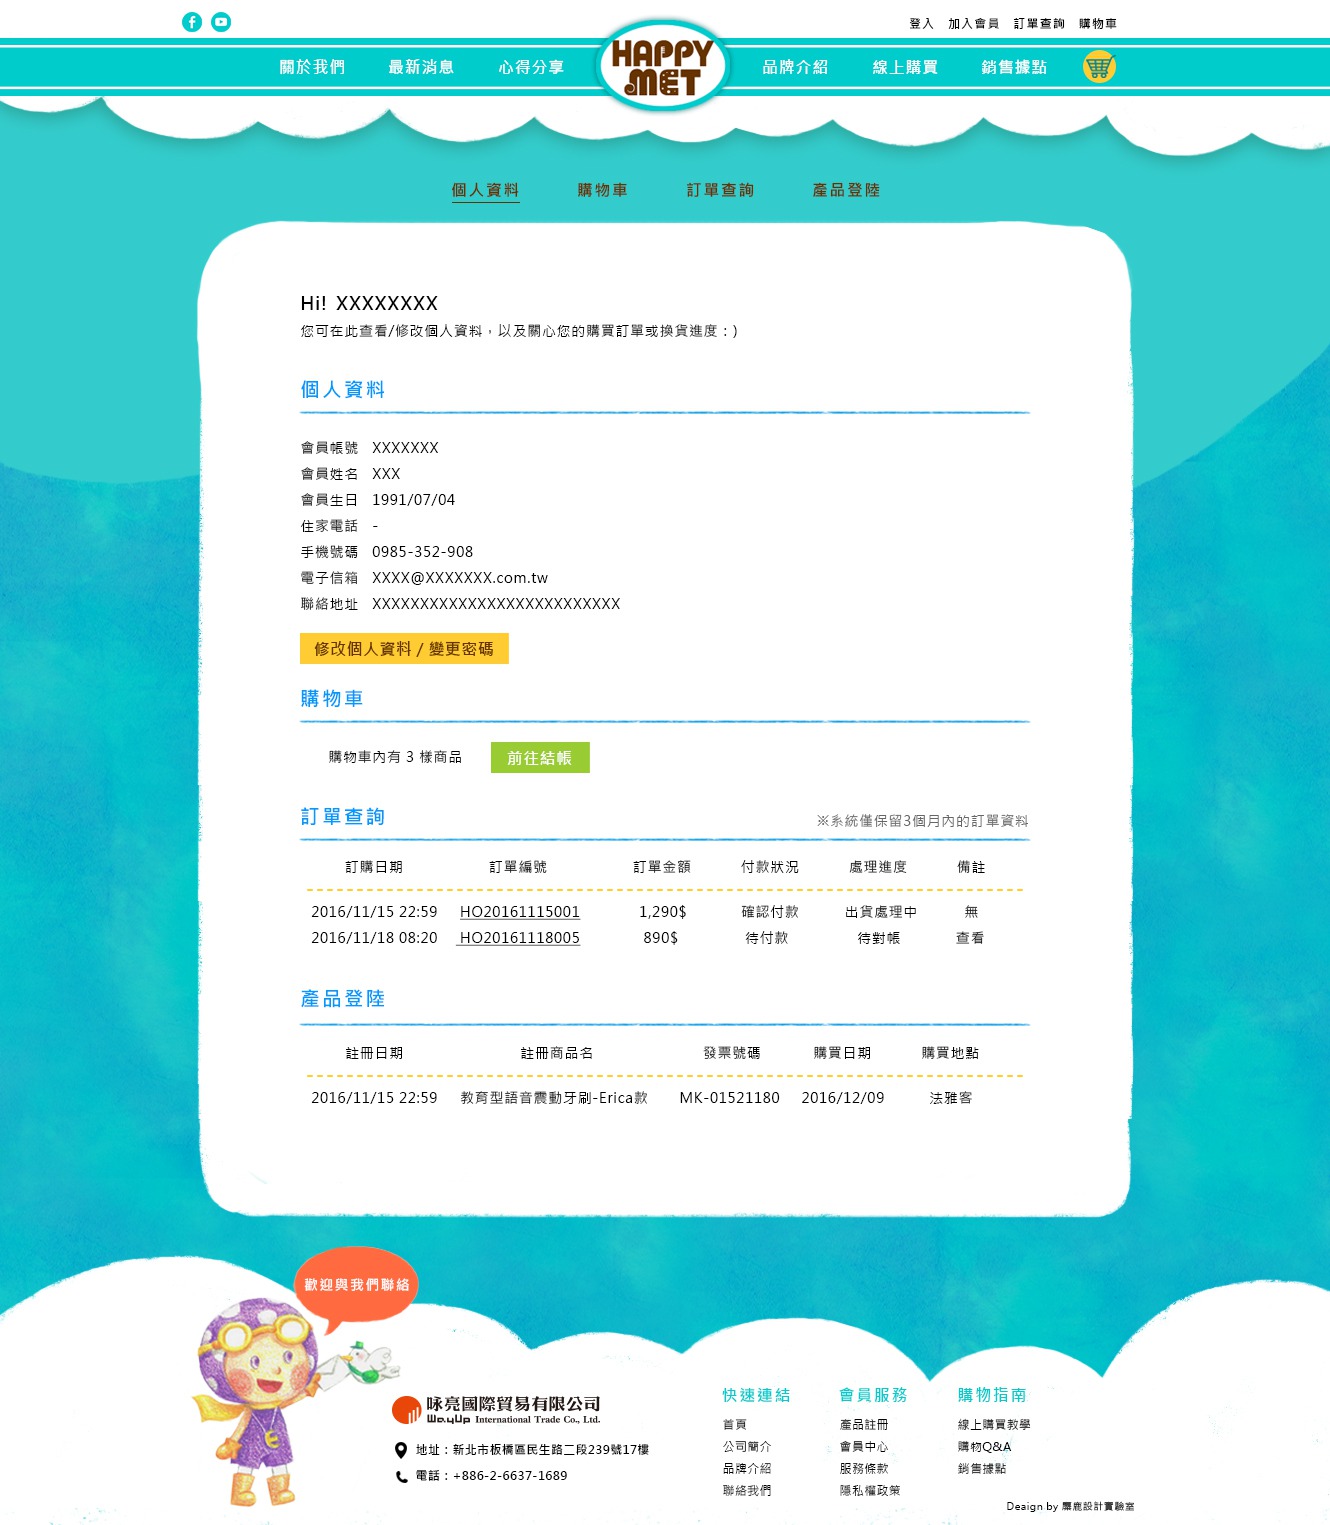 登入 加入會員 訂單查詢 購物車
關於我們 最新消息 心得分享 HAPPY MET 品牌介紹 線上購買 銷售據點
個人資料 購物車 訂單查詢 產品登陸
Hi! XXXXXXXX
您可在此查看/修改個人資料，以及關心您的購買訂單或換貨進度：)
個人資料
會員帳號 XXXXXXX
會員姓名 XXX
會員生日 1991/07/04
住家電話 -
手機號碼 0985-352-908
電子信箱 XXXX@XXXXXXX.com.tw
聯絡地址 XXXXXXXXXXXXXXXXXXXXXXXXXX
修改個人資料 / 變更密碼
購物車
購物車內有 3 樣商品 前往結帳
訂單查詢 ※系統僅保留3個月內的訂單資料
訂購日期 訂單編號 訂單金額 付款狀況 處理進度 備註
2016/11/15 22:59 HO20161115001 1,290$ 確認付款 出貨處理中 無
2016/11/18 08:20 HO20161118005 890$ 待付款 待對帳 查看
產品登陸
註冊日期 註冊商品名 發票號碼 購買日期 購買地點
2016/11/15 22:59 教育型語音震動牙刷-Erica款 MK-01521180 2016/12/09 法雅客
歡迎與我們聯絡
咏亮國際貿易有限公司
WayUp International Trade Co., Ltd.
地址：新北市板橋區民生路二段239號17樓
電話：+886-2-6637-1689
快速連結 會員服務 購物指南
首頁 產品註冊 線上購買教學
公司簡介 會員中心 購物Q&A
品牌介紹 服務條款 銷售據點
聯絡我們 隱私權政策
Deaign by 麋鹿設計實驗室